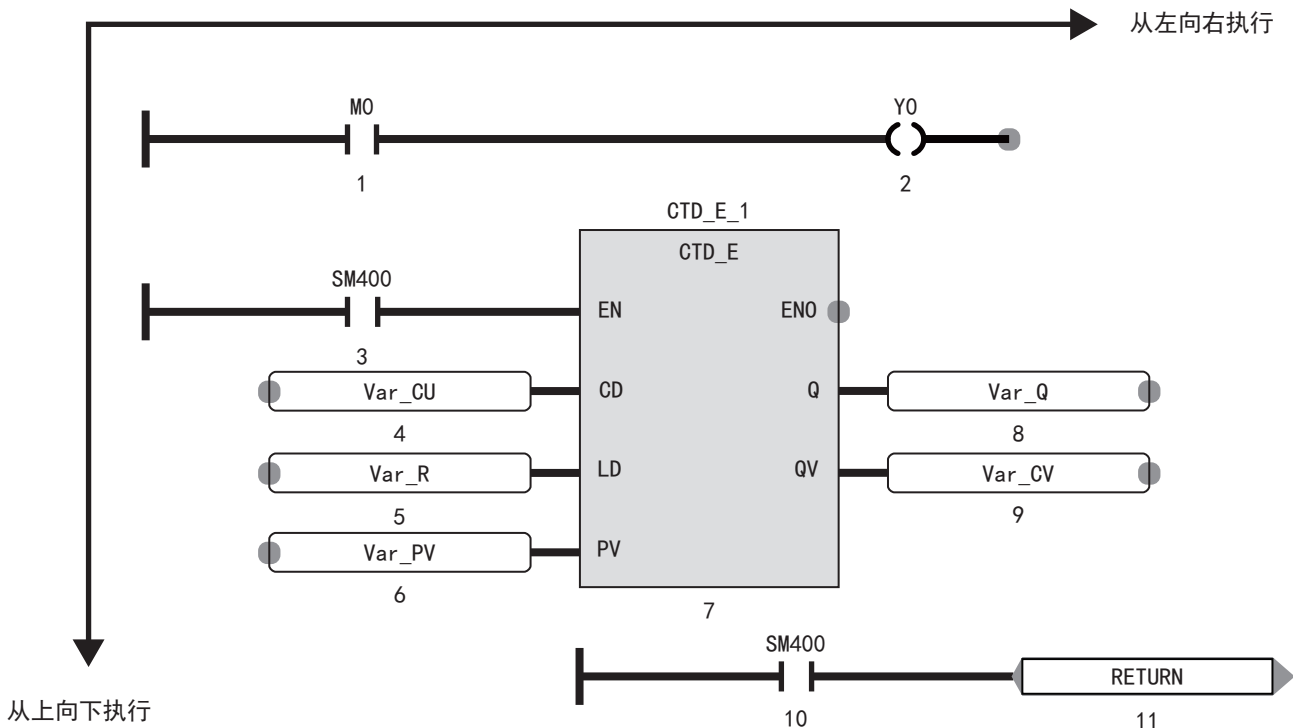 从左向右执行
M0
Y0
1
2
CTD_E_1
CTD_E
SM400
EN
ENO
3
Var_CU
CD
Q
Var_Q
4
8
Var_R
LD
QV
Var_CV
5
9
Var_PV
PV
6
7
SM400
RETURN
10
11
从上向下执行